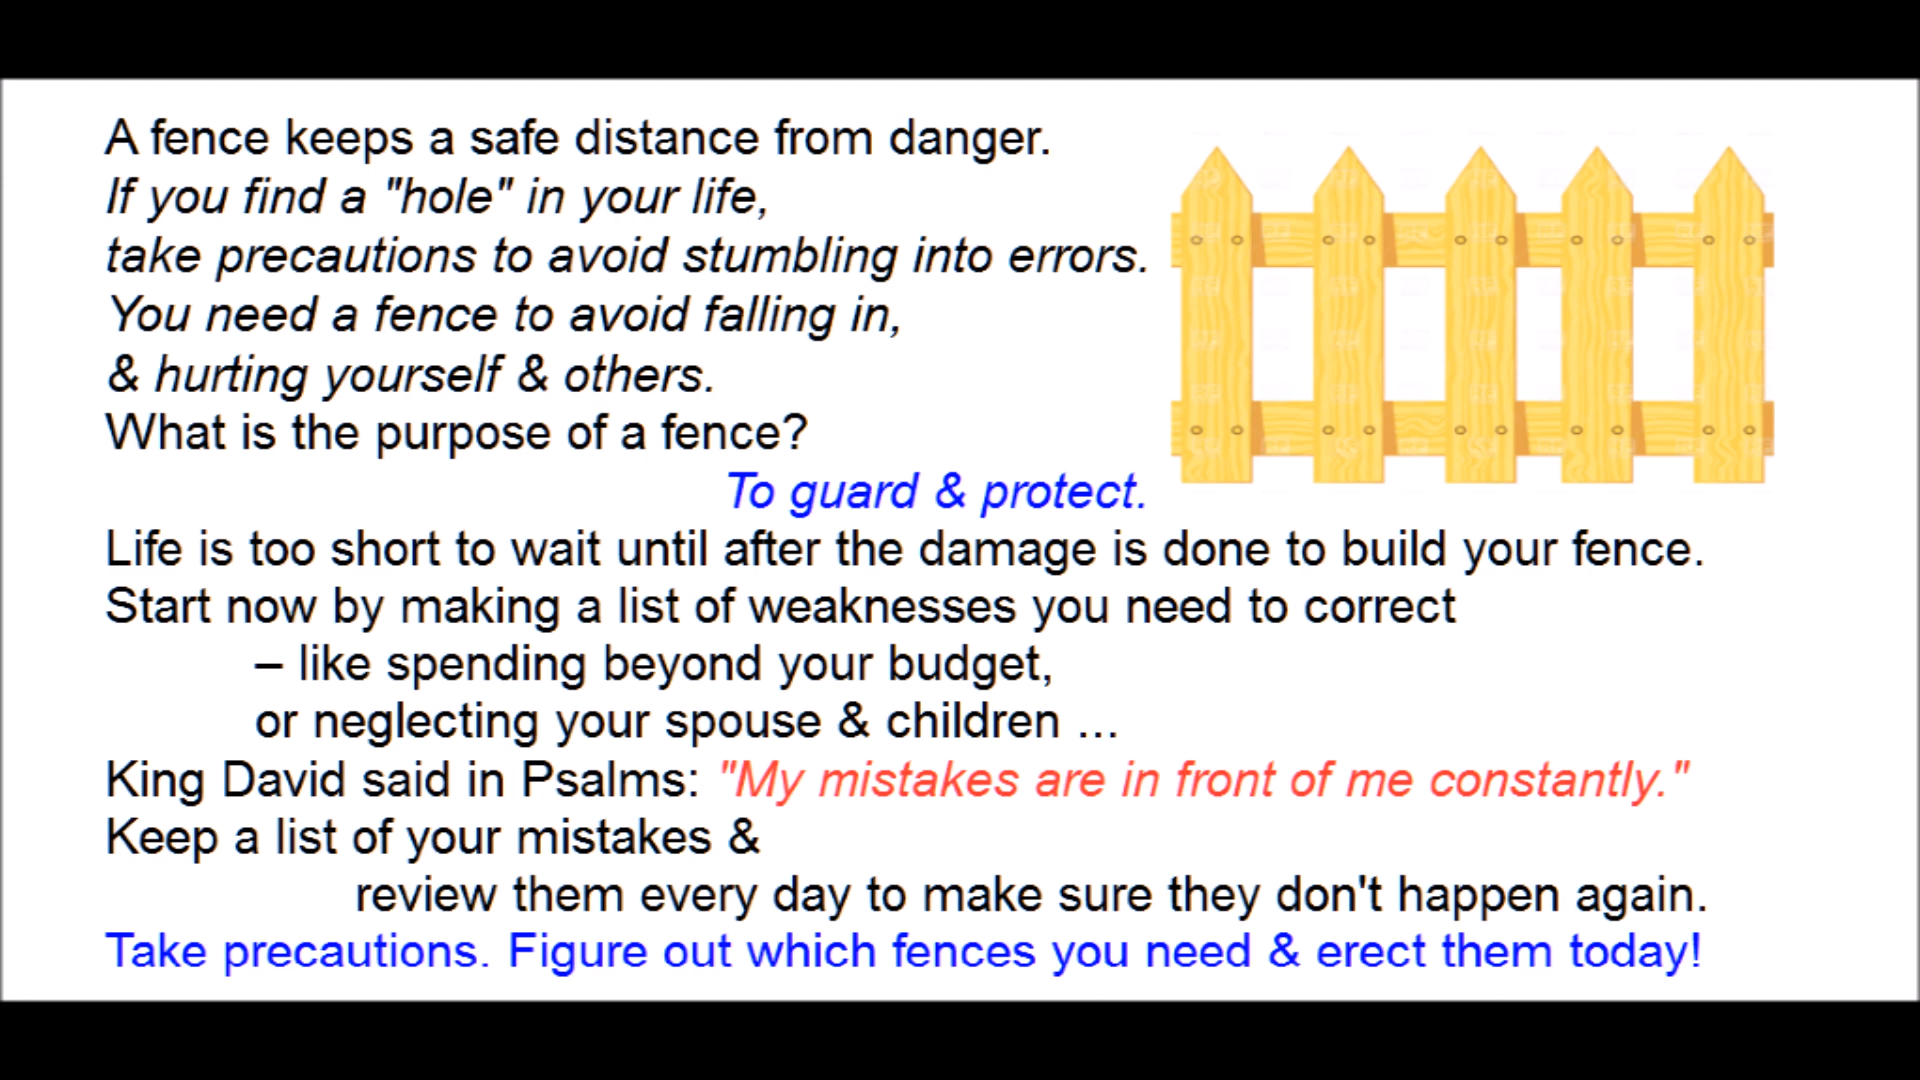 A fence keeps a safe distance from danger.
If you find a "hole" in your life,
take precautions to avoid stumbling into errors.
You need a fence to avoid falling in,
& hurting yourself & others.
What is the purpose of a fence?
To guard & protect.
Life is too short to wait until after the damage is done to build your fence.
Start now by making a list of weaknesses you need to correct
– like spending beyond your budget,
or neglecting your spouse & children ...
King David said in Psalms: "My mistakes are in front of me constantly."
Keep a list of your mistakes &
review them every day to make sure they don't happen again.
Take precautions. Figure out which fences you need & erect them today!